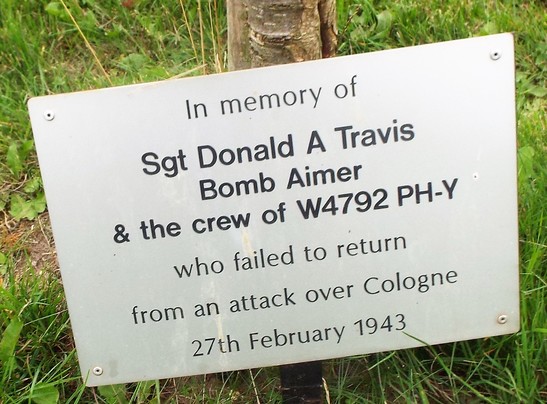 In memory of
Sgt Donald A Travis
Bomb Aimer
& the crew of W4792 PH-Y
who failed to return
from an attack over Cologne
27th February 1943